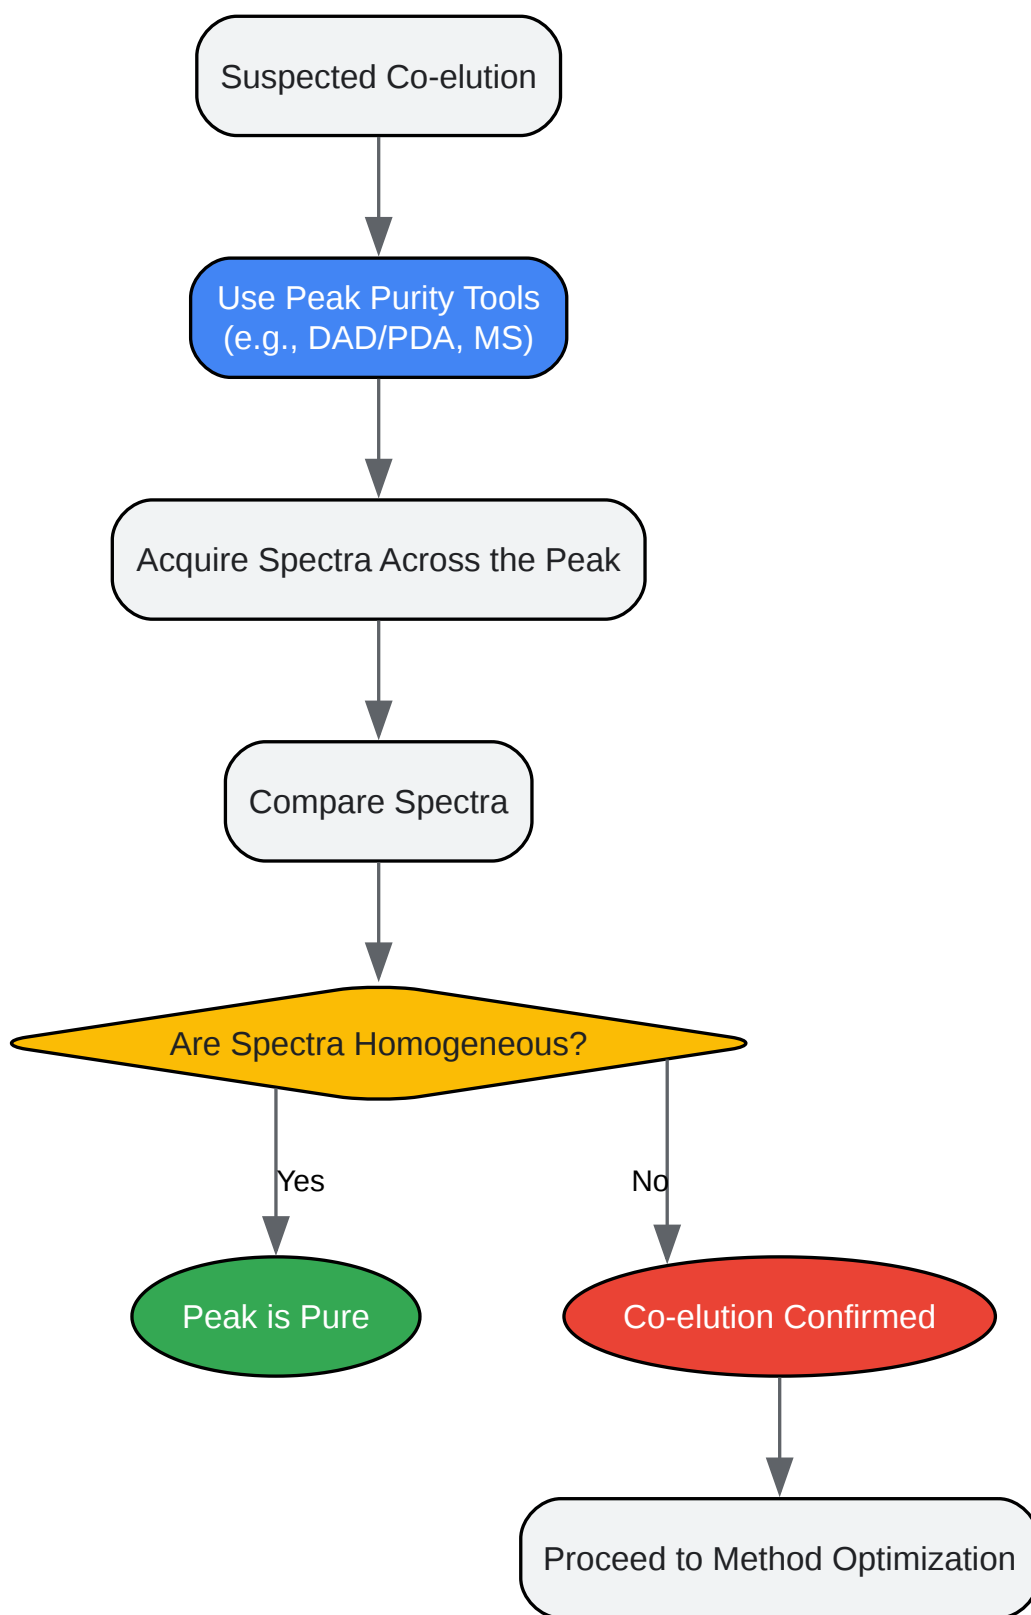 Suspected Co-elution
Use Peak Purity Tools
(e.g., DAD/PDA, MS)
Acquire Spectra Across the Peak
Compare Spectra
Are Spectra Homogeneous?
Yes
No
Peak is Pure
Co-elution Confirmed
Proceed to Method Optimization